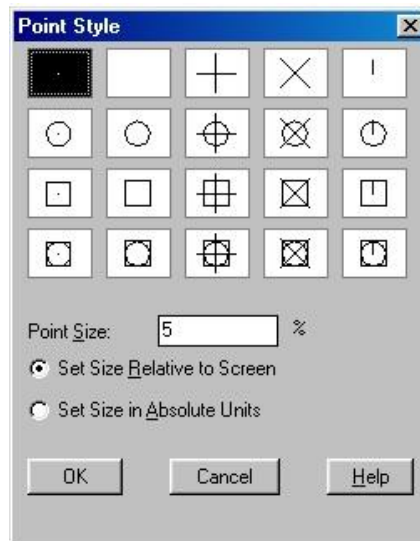 Point Style
Point Size: 5 %
Set Size Relative to Screen
Set Size in Absolute Units
OK Cancel Help